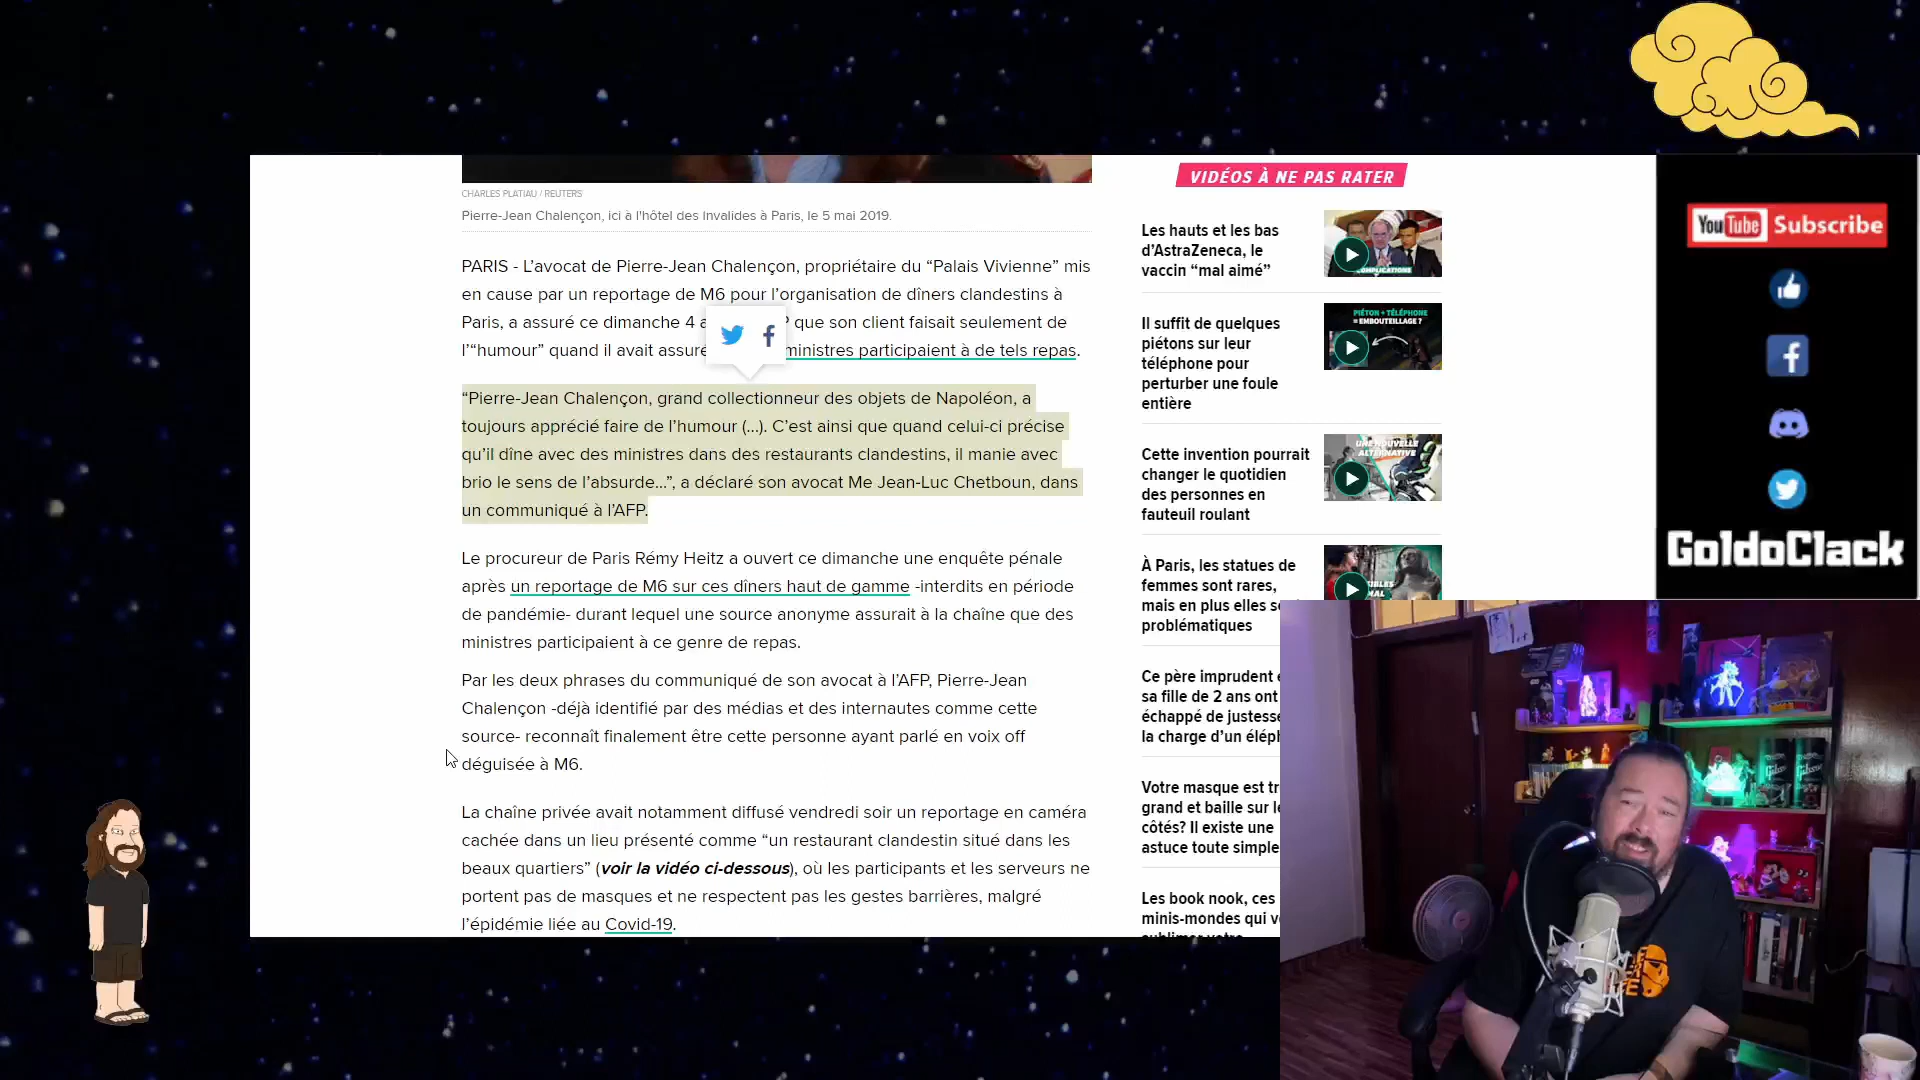 CHARLES PLATIAU / REUTERS
Pierre-Jean Chalençon, ici à l'hôtel des Invalides à Paris, le 5 mai 2019.
PARIS - L’avocat de Pierre-Jean Chalençon, propriétaire du “Palais Vivienne” mis
en cause par un reportage de M6 pour l’organisation de dîners clandestins à
Paris, a assuré ce dimanche 4 a que son client faisait seulement de
l’“humour” quand il avait assuré ministres participaient à de tels repas.
“Pierre-Jean Chalençon, grand collectionneur des objets de Napoléon, a
toujours apprécié faire de l’humour (...). C’est ainsi que quand celui-ci précise
qu’il dîne avec des ministres dans des restaurants clandestins, il manie avec
brio le sens de l’absurde...”, a déclaré son avocat Me Jean-Luc Chetboun, dans
un communiqué à l’AFP.
Le procureur de Paris Rémy Heitz a ouvert ce dimanche une enquête pénale
après un reportage de M6 sur ces dîners haut de gamme -interdits en période
de pandémie- durant lequel une source anonyme assurait à la chaîne que des
ministres participaient à ce genre de repas.
Par les deux phrases du communiqué de son avocat à l’AFP, Pierre-Jean
Chalençon -déjà identifié par des médias et des internautes comme cette
source- reconnaît finalement être cette personne ayant parlé en voix off
déguisée à M6.
La chaîne privée avait notamment diffusé vendredi soir un reportage en caméra
cachée dans un lieu présenté comme “un restaurant clandestin situé dans les
beaux quartiers” (voir la vidéo ci-dessous), où les participants et les serveurs ne
portent pas de masques et ne respectent pas les gestes barrières, malgré
l’épidémie liée au Covid-19.
VIDÉOS À NE PAS RATER
Les hauts et les bas
d’AstraZeneca, le
vaccin “mal aimé”
Il suffit de quelques
piétons sur leur
téléphone pour
perturber une foule
entière
PIÉTON + TÉLÉPHONE
= EMBOUTEILLAGE ?
Cette invention pourrait
changer le quotidien
des personnes en
fauteuil roulant
UNE NOUVELLE
ALTERNATIVE
À Paris, les statues de
femmes sont rares,
mais en plus elles s
problématiques
Ce père imprudent
sa fille de 2 ans ont
échappé de justess
la charge d’un élép
Votre masque est tr
grand et baille sur l
côtés? Il existe une
astuce toute simple
Les book nook, ces
minis-mondes qui v
YouTube Subscribe
GoldoClack